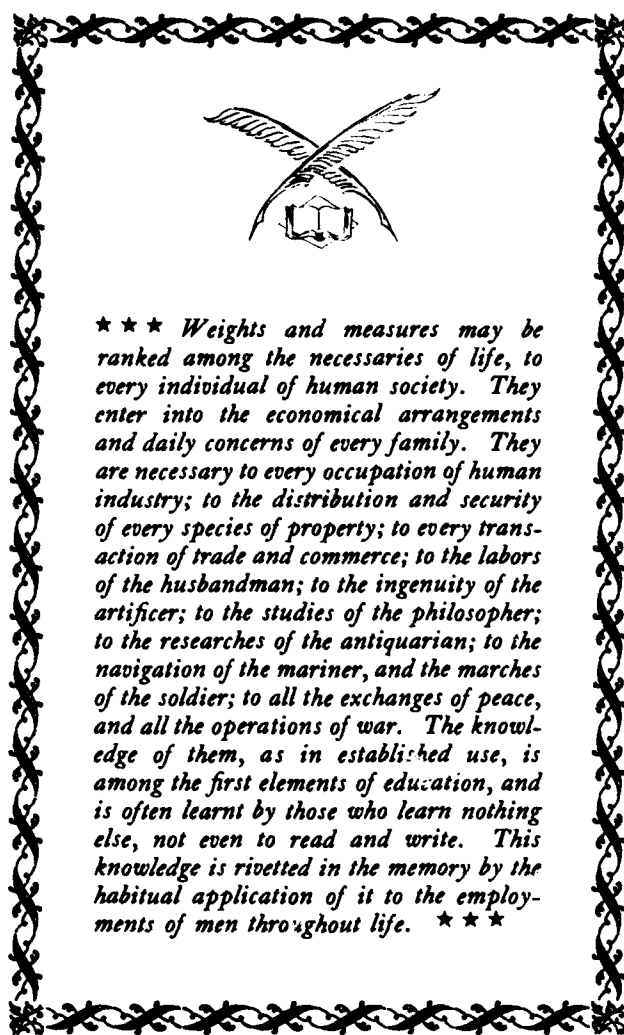 ★ ★ ★ Weights and measures may be
ranked among the necessaries of life, to
every individual of human society. They
enter into the economical arrangements
and daily concerns of every family. They
are necessary to every occupation of human
industry; to the distribution and security
of every species of property; to every trans-
action of trade and commerce; to the labors
of the husbandman; to the ingenuity of the
artificer; to the studies of the philosopher;
to the researches of the antiquarian; to the
navigation of the mariner, and the marches
of the soldier; to all the exchanges of peace,
and all the operations of war. The knowl-
edge of them, as in established use, is
among the first elements of education, and
is often learnt by those who learn nothing
else, not even to read and write. This
knowledge is rivetted in the memory by the
habitual application of it to the employ-
ments of men throughout life. ★ ★ ★